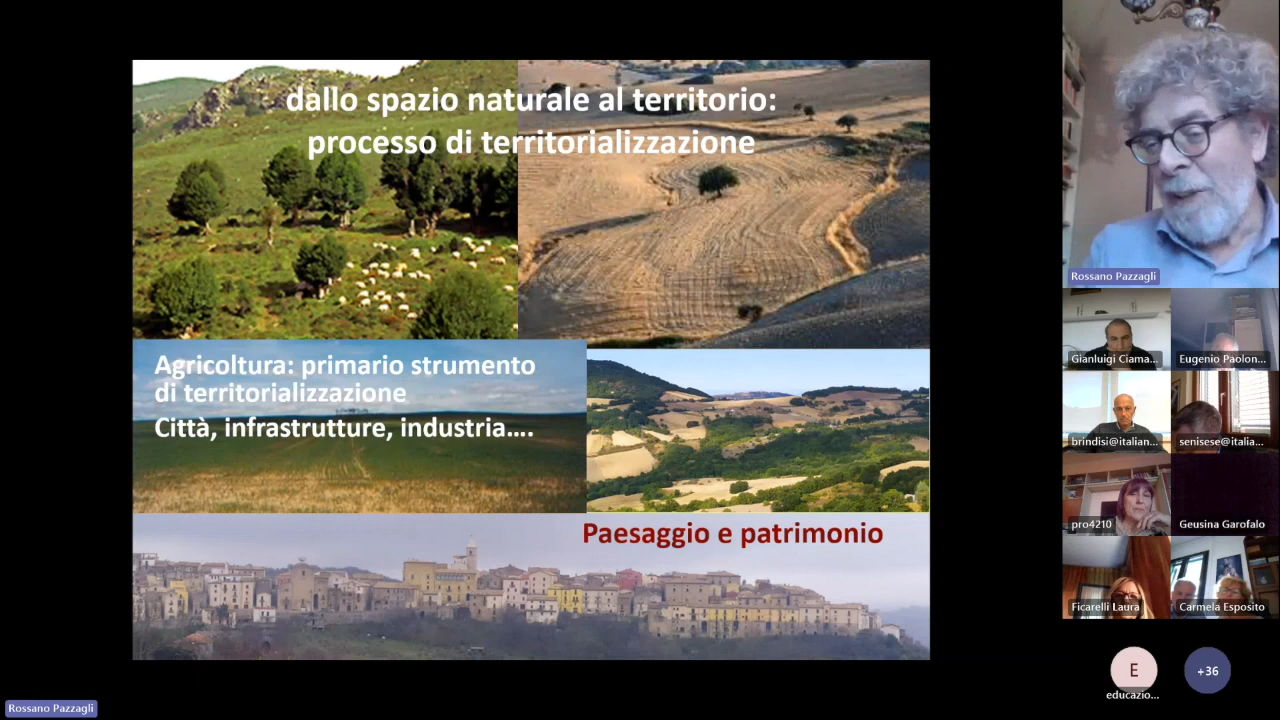 dallo spazio naturale al territorio:
processo di territorializzazione
Agricoltura: primario strumento
di territorializzazione
Città, infrastrutture, industria....
Paesaggio e patrimonio
Rossano Pazzagli
Gianluigi Ciama...
Eugenio Paolon...
brindisi@italian...
senisese@italia...
pro4210
Geusina Garofalo
Ficarelli Laura
Carmela Esposito
E
educazio...
+36
Rossano Pazzagli